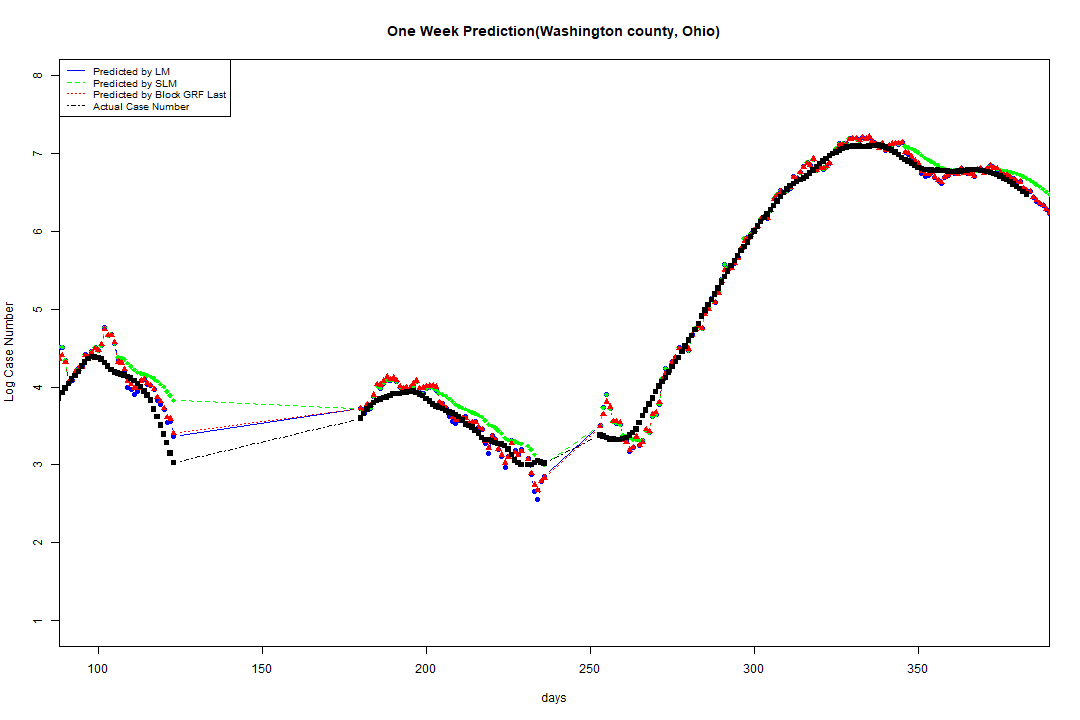 One Week Prediction(Washington county, Ohio)
Predicted by LM
Predicted by SLM
Predicted by Block GRF Last
Actual Case Number
8
7
6
5
4
3
2
1
Log Case Number
100 150 200 250 300 350
days